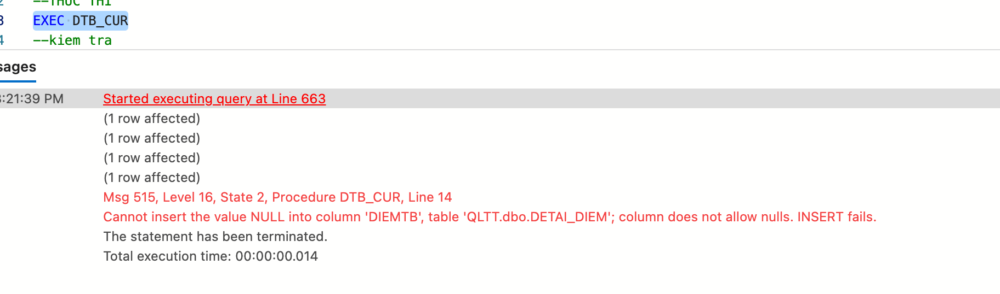 --THUC THI
EXEC DTB_CUR
4 --kiem tra
sages
:21:39 PM Started executing query at Line 663
(1 row affected)
(1 row affected)
(1 row affected)
(1 row affected)
Msg 515, Level 16, State 2, Procedure DTB_CUR, Line 14
Cannot insert the value NULL into column 'DIEMTB', table 'QLTT.dbo.DETAI_DIEM'; column does not allow nulls. INSERT fails.
The statement has been terminated.
Total execution time: 00:00:00.014